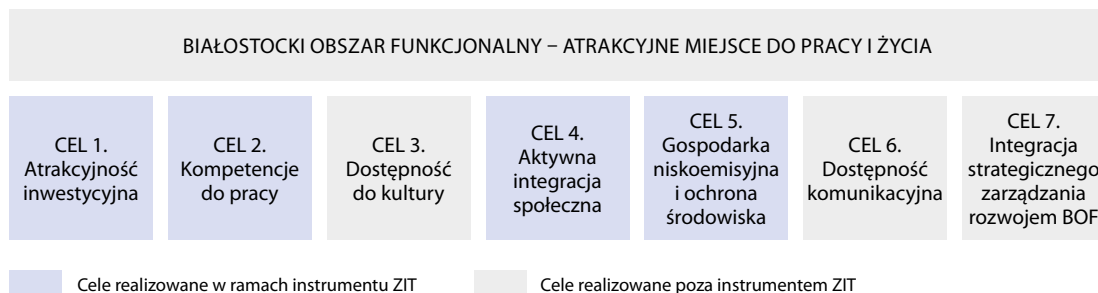 BIAŁOSTOCKI OBSZAR FUNKCJONALNY – ATRAKCYJNE MIEJSCE DO PRACY I ŻYCIA
CEL 1.
Atrakcyjność
inwestycyjna
CEL 2.
Kompetencje
do pracy
CEL 3.
Dostępność
do kultury
CEL 4.
Aktywna
integracja
społeczna
CEL 5.
Gospodarka
niskoemisyjna
i ochrona
środowiska
CEL 6.
Dostępność
komunikacyjna
CEL 7.
Integracja
strategicznego
zarządzania
rozwojem BOF
Cele realizowane w ramach instrumentu ZIT
Cele realizowane poza instrumentem ZIT